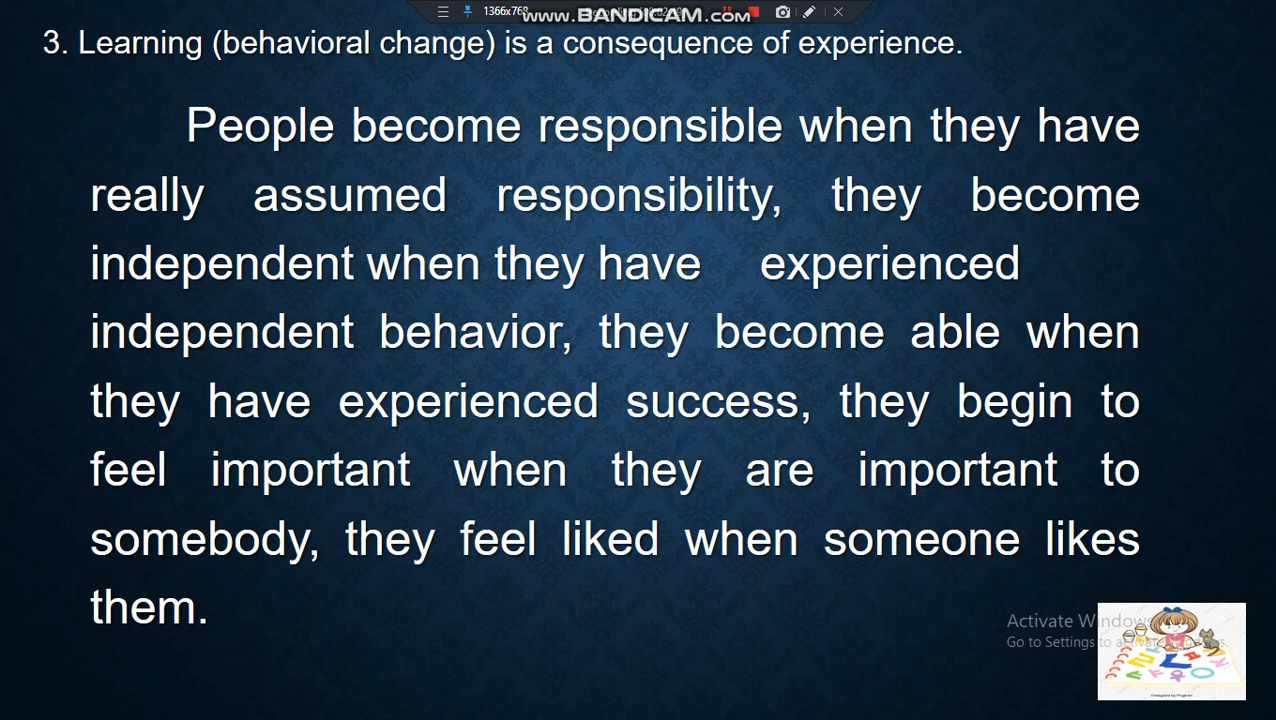 1366x768
www.BANDICAM.com
3. Learning (behavioral change) is a consequence of experience.
People become responsible when they have
really assumed responsibility, they become
independent when they have experienced
independent behavior, they become able when
they have experienced success, they begin to
feel important when they are important to
somebody, they feel liked when someone likes
them.
Activate Windows
Go to Settings to activate